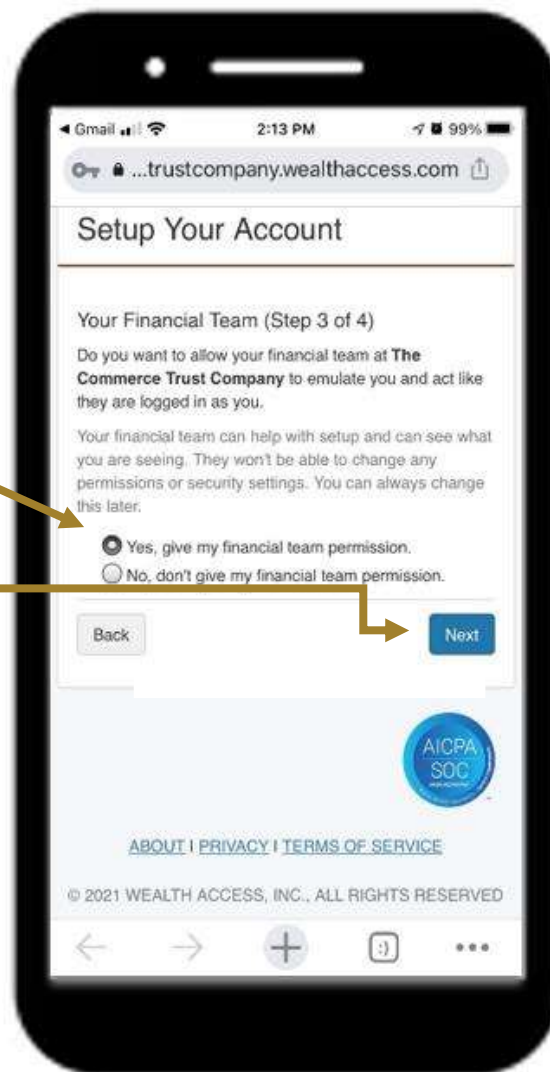 Gmail 2:13 PM 99%
...trustcompany.wealthaccess.com
Setup Your Account
Your Financial Team (Step 3 of 4)
Do you want to allow your financial team at The
Commerce Trust Company to emulate you and act like
they are logged in as you.
Your financial team can help with setup and can see what
you are seeing. They won't be able to change any
permissions or security settings. You can always change
this later.
Yes, give my financial team permission.
No, don't give my financial team permission.
Back Next
AICPA
SOC
ABOUT | PRIVACY | TERMS OF SERVICE
© 2021 WEALTH ACCESS, INC., ALL RIGHTS RESERVED
:)